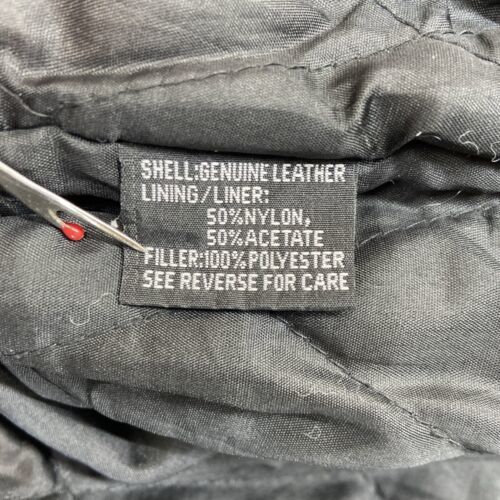 SHELL:GENUINE LEATHER
LINING/LINER:
50%NYLON,
50%ACETATE
FILLER:100%POLYESTER
SEE REVERSE FOR CARE